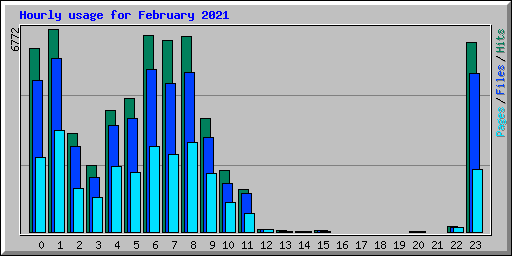 Hourly usage for February 2021
6772
Pages/Files/Hits
0 1 2 3 4 5 6 7 8 9 10 11 12 13 14 15 16 17 18 19 20 21 22 23